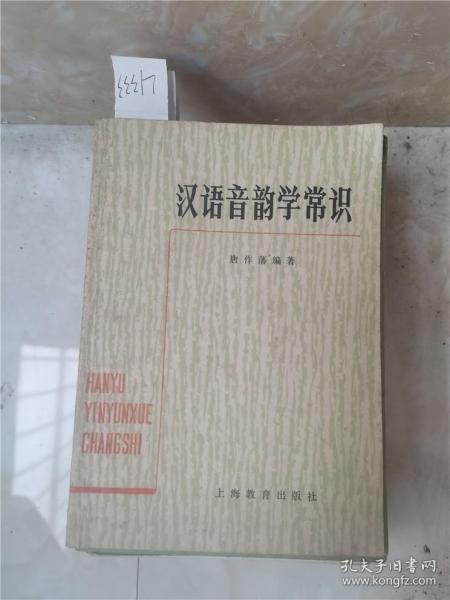 汉语音韵学常识
唐作藩编著
HANYU
YINYUNXUE
CHANGSHI
上海教育出版社
孔夫子旧书网
www.kongfz.com